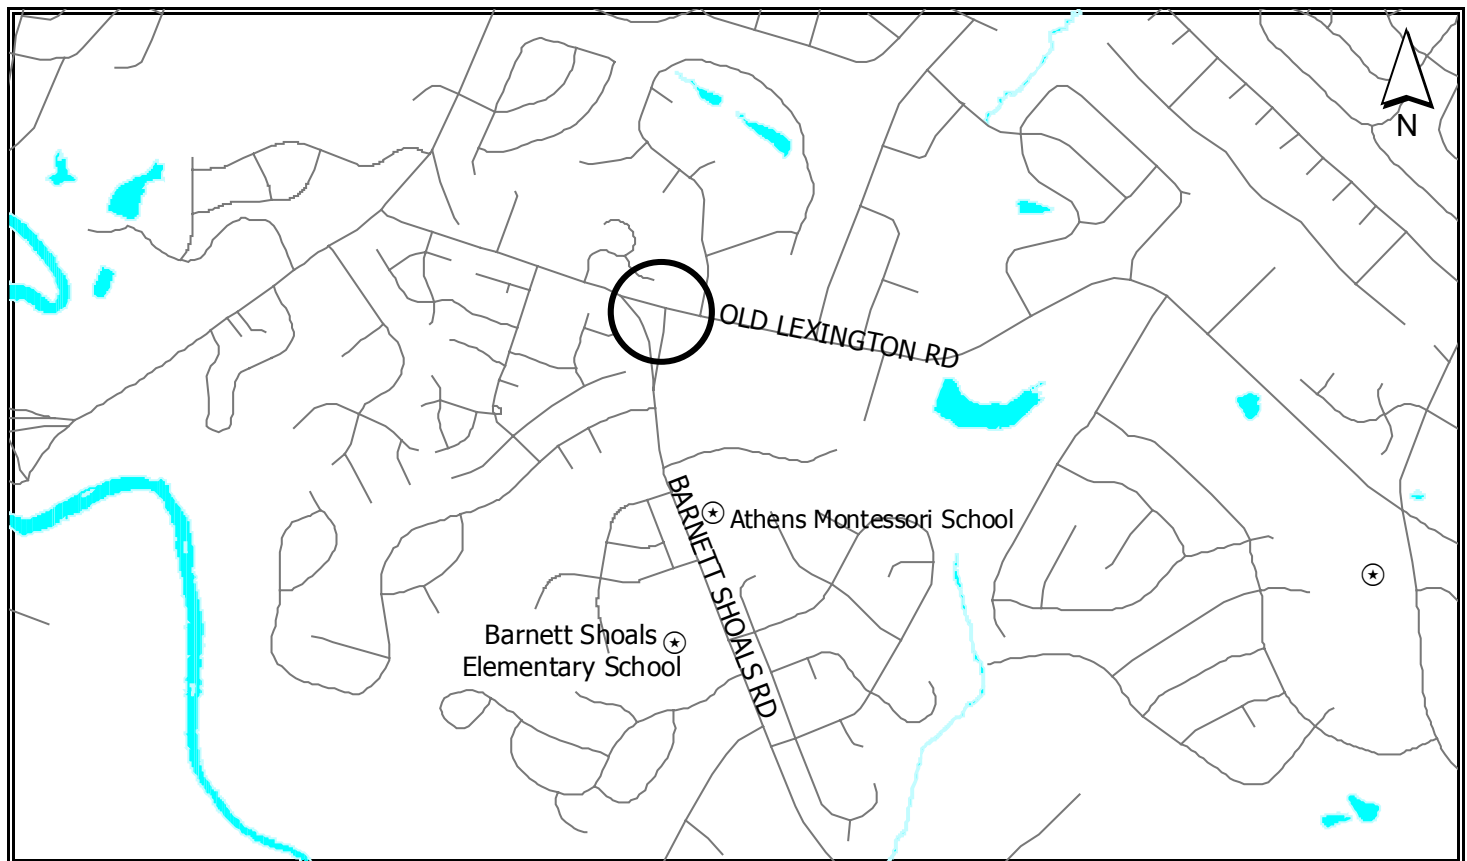 N
OLD LEXINGTON RD
BARNETT SHOALS RD
Athens Montessori School
Barnett Shoals
Elementary School